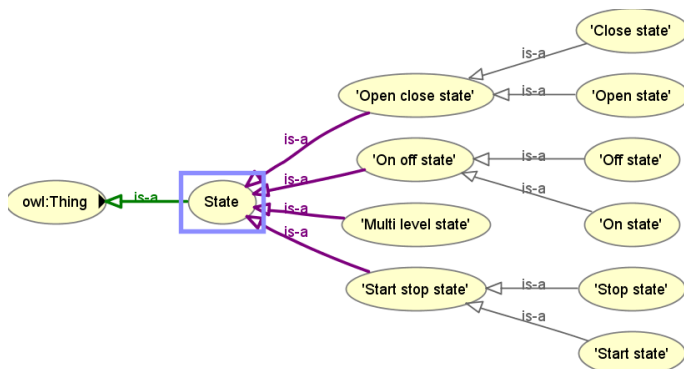 'Close state'
is-a
'Open close state'
is-a
'Open state'
is-a
'On off state'
is-a
'Off state'
is-a
owl:Thing
is-a
State
is-a
'Multi level state'
is-a
'On state'
is-a
'Start stop state'
is-a
'Stop state'
is-a
'Start state'